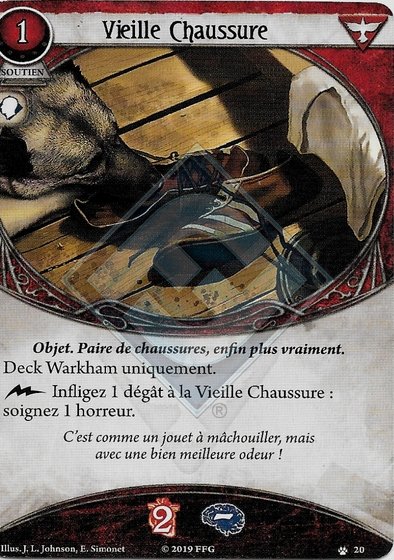 1
Vieille Chaussure
SOUTIEN
Objet. Paire de chaussures, enfin plus vraiment.
Deck Warkham uniquement.
Infligez 1 dégât à la Vieille Chaussure :
soignez 1 horreur.
®
C'est comme un jouet à mâchouiller, mais
avec une bien meilleure odeur !
2
–
Illus. J. L. Johnson, E. Simonet
© 2019 FFG
20